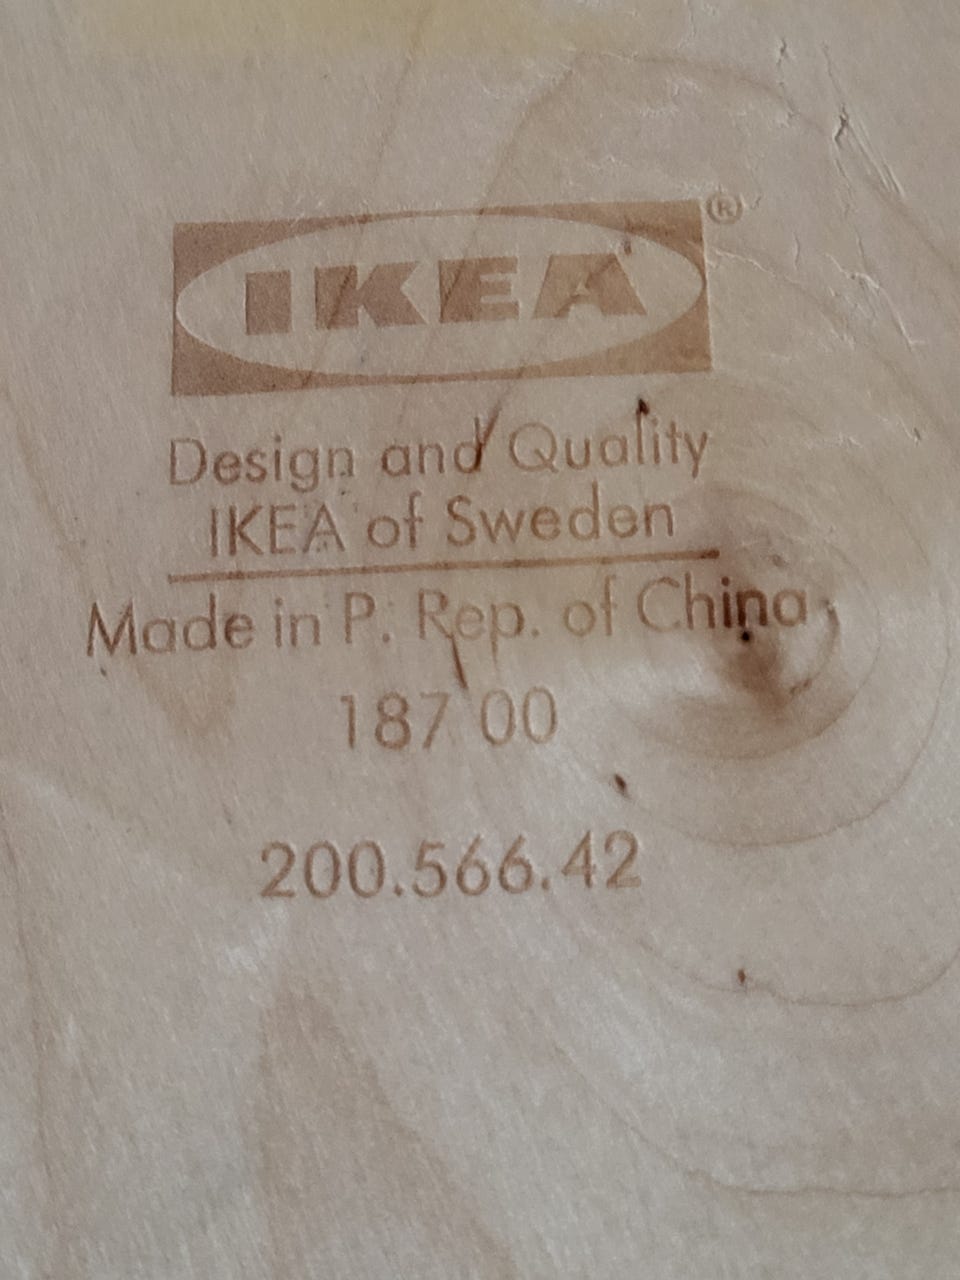 IKEA®
Design and Quality
IKEA of Sweden
Made in P. Rep. of China
187 00
200.566.42